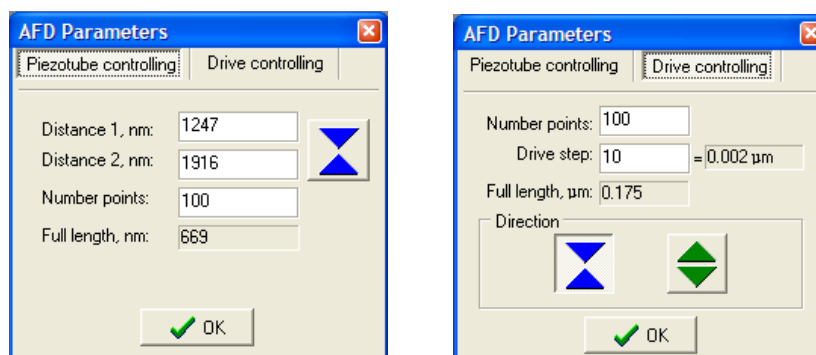 AFD Parameters
Piezotube controlling Drive controlling
Distance 1, nm: 1247
Distance 2, nm: 1916
Number points: 100
Full length, nm: 669
OK
AFD Parameters
Piezotube controlling Drive controlling
Number points: 100
Drive step: 10 = 0.002 µm
Full length, µm: 0.175
Direction
OK